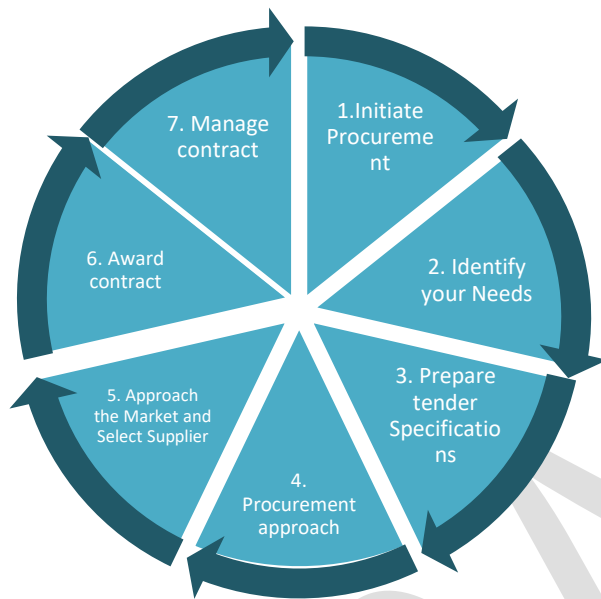 1.Initiate
Procureme
nt
2. Identify
your Needs
3. Prepare
tender
Specificatio
ns
4.
Procurement
approach
5. Approach
the Market and
Select Supplier
6. Award
contract
7. Manage
contract